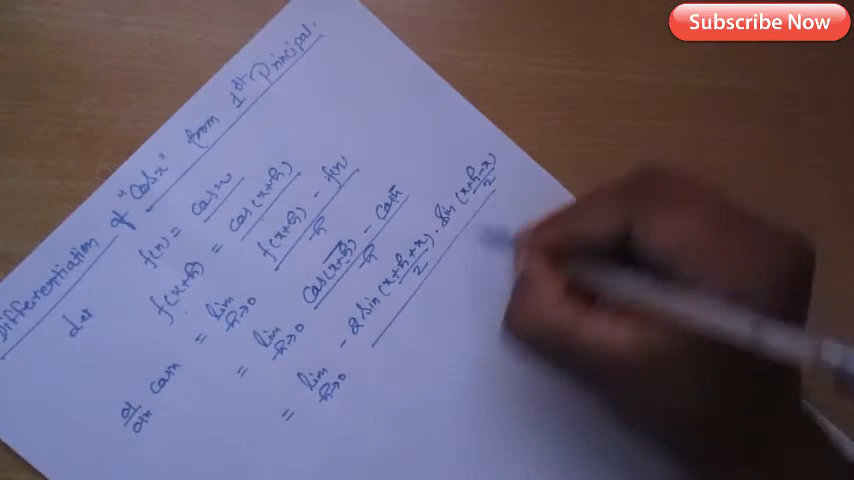 Subscribe Now
Differentiation of "Cosx" from 1st Principal.
Let f(x) = cosx
f(x+h) = cos(x+h)
d/dx cosx = lim h→0 f(x+h) - f(x) / h
= lim h→0 Cos(x+h) - Cosx / h
= lim h→0 -2 Sin (x+h+x)/2 . Sin (x+h-x)/2